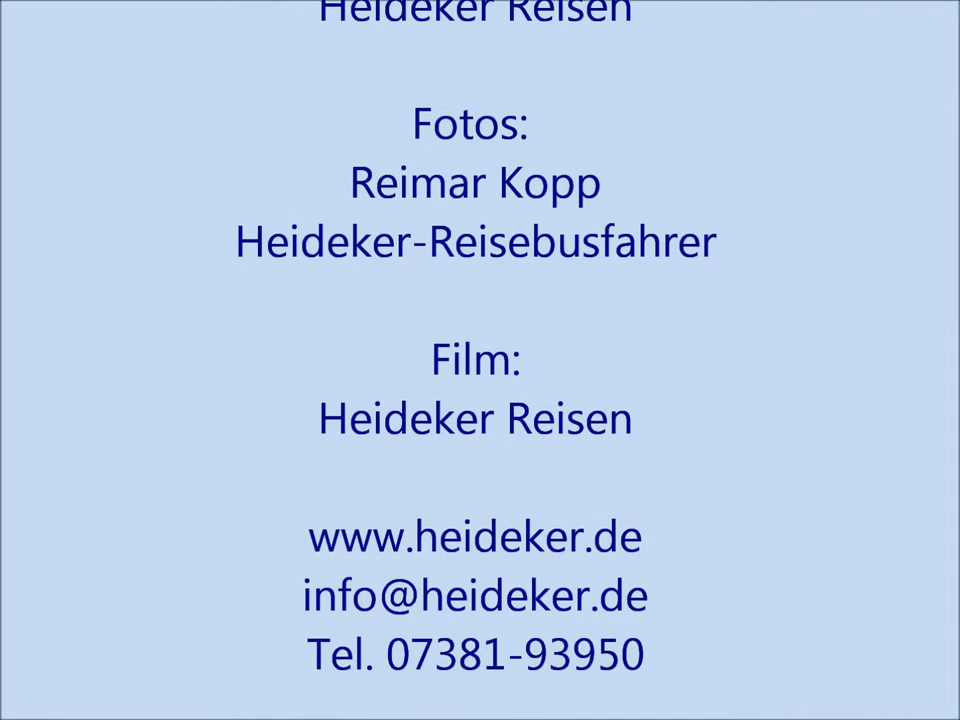 Heideker Reisen
Fotos:
Reimar Kopp
Heideker-Reisebusfahrer
Film:
Heideker Reisen
www.heideker.de
info@heideker.de
Tel. 07381-93950